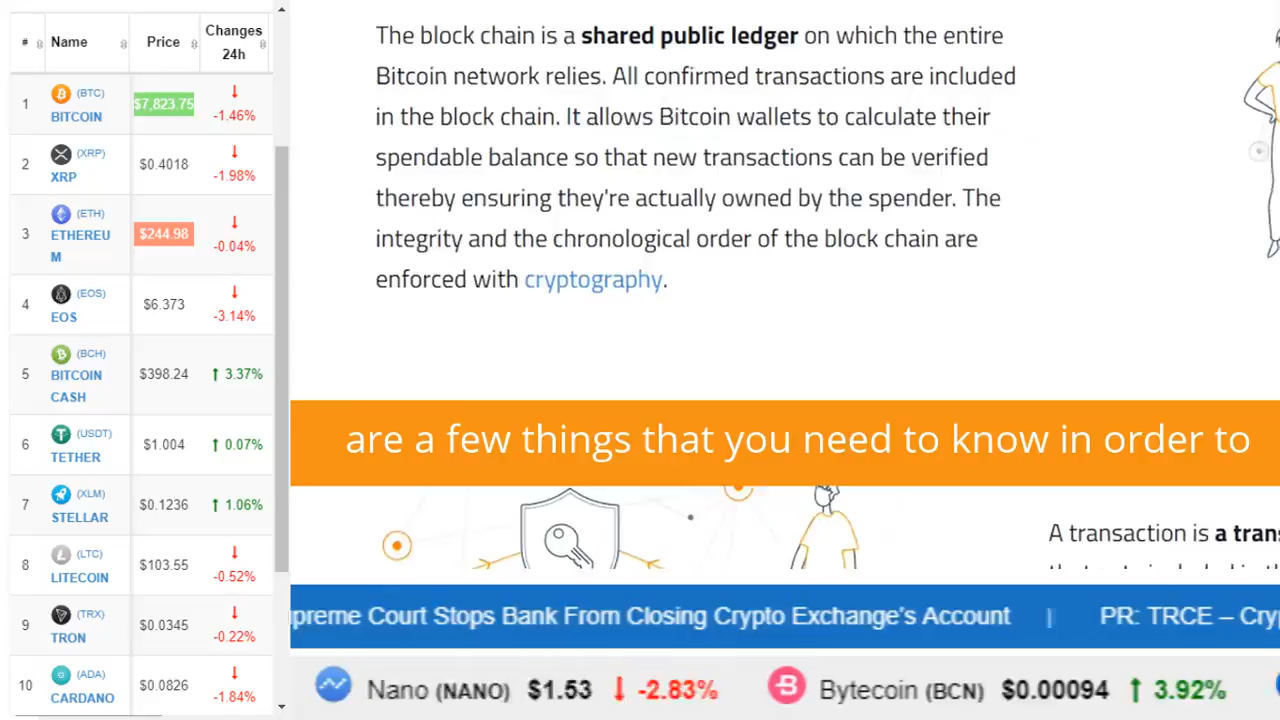 # Name Price Changes 24h
1 (BTC) BITCOIN $7,823.75 ↓ -1.46%
2 (XRP) XRP $0.4018 ↓ -1.98%
3 (ETH) ETHEREUM $244.98 ↓ -0.04%
4 (EOS) EOS $6.373 ↓ -3.14%
5 (BCH) BITCOIN CASH $398.24 ↑ 3.37%
6 (USDT) TETHER $1.004 ↑ 0.07%
7 (XLM) STELLAR $0.1236 ↑ 1.06%
8 (LTC) LITECOIN $103.55 ↓ -0.52%
9 (TRX) TRON $0.0345 ↓ -0.22%
10 (ADA) CARDANO $0.0826 ↓ -1.84%
The block chain is a shared public ledger on which the entire
Bitcoin network relies. All confirmed transactions are included
in the block chain. It allows Bitcoin wallets to calculate their
spendable balance so that new transactions can be verified
thereby ensuring they're actually owned by the spender. The
integrity and the chronological order of the block chain are
enforced with cryptography.
are a few things that you need to know in order to
A transaction is a tran
preme Court Stops Bank From Closing Crypto Exchange's Account | PR: TRCE – Cryp
Nano (NANO) $1.53 ↓ -2.83% Bytecoin (BCN) $0.00094 ↑ 3.92%